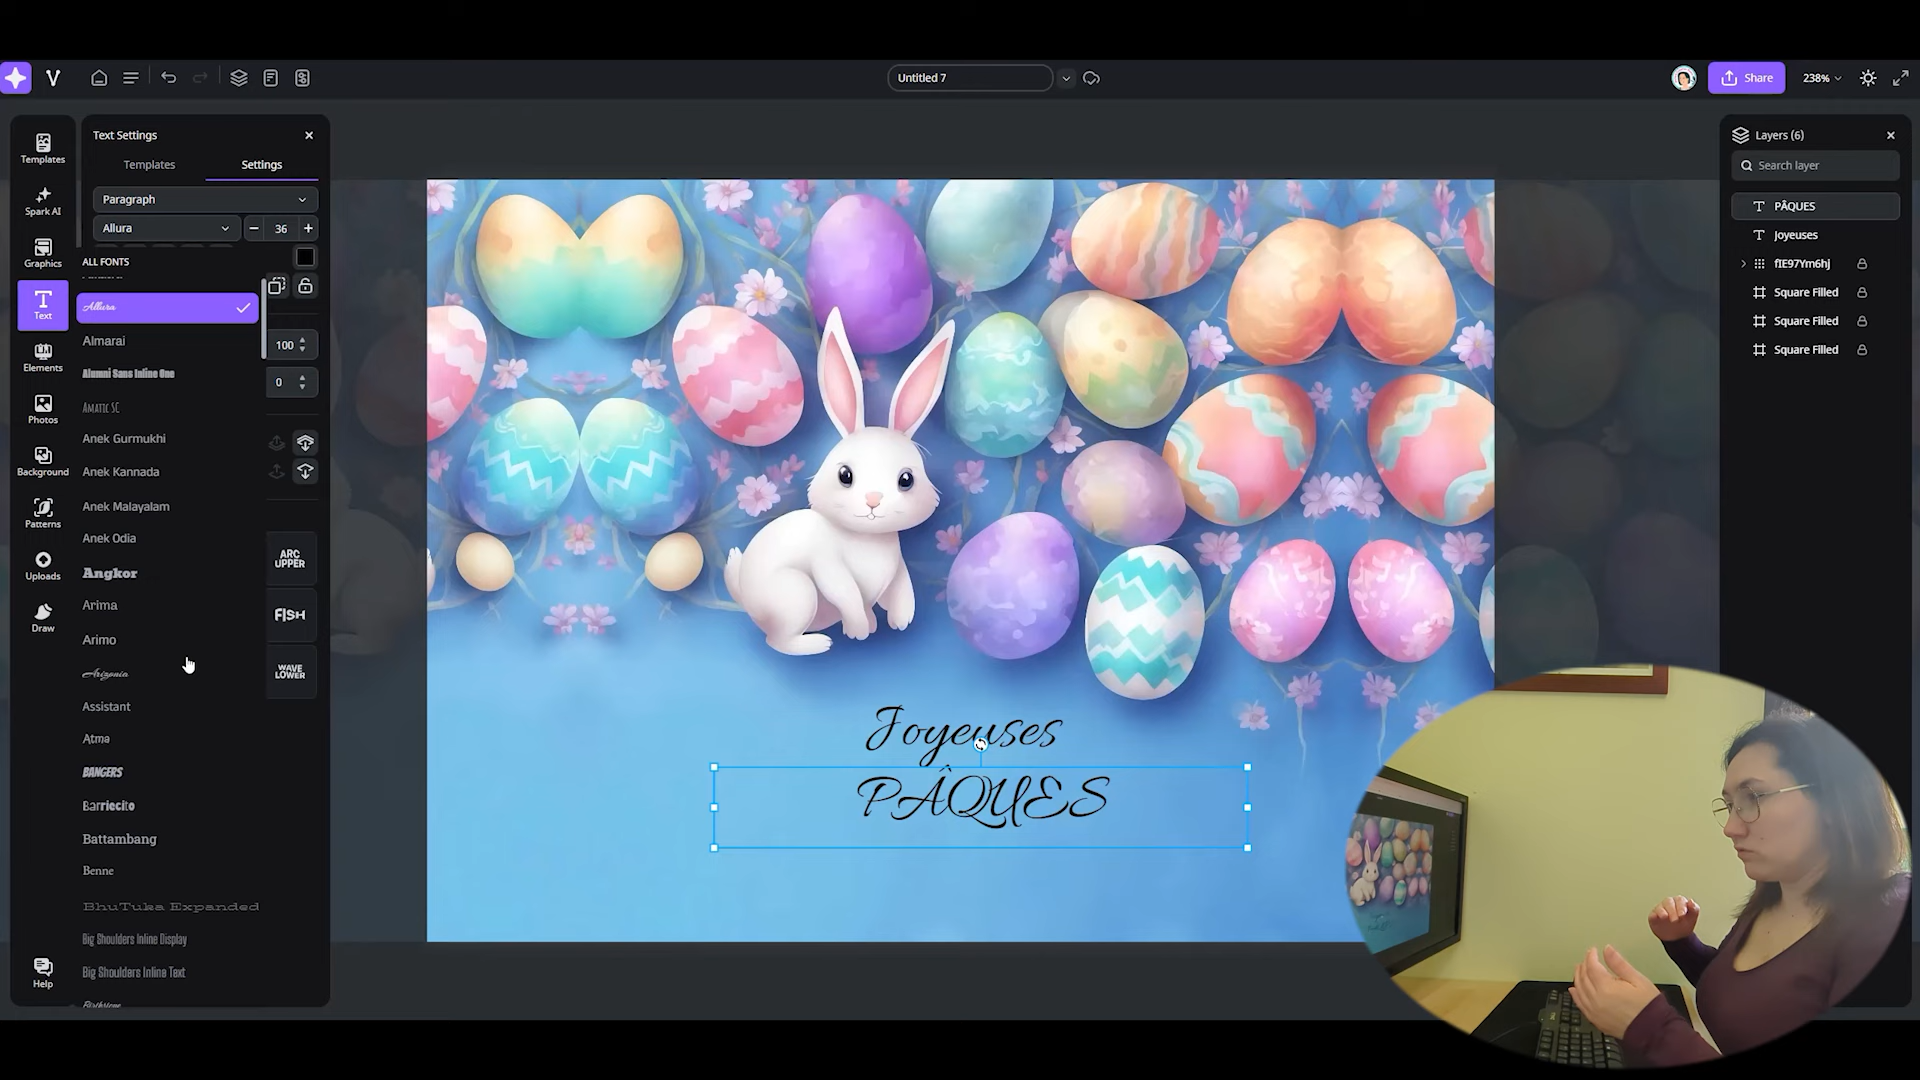 Untitled 7
Share
238%
Templates
Spark AI
Graphics
Text
Elements
Photos
Background
Patterns
Uploads
Draw
Help
Text Settings
Templates
Settings
Paragraph
Allura
36
ALL FONTS
Allura
Almarai
Alumni Sans Inline One
Amatic SC
Anek Gurmukhi
Anek Kannada
Anek Malayalam
Anek Odia
Angkor
Arima
Arimo
Arizonia
Assistant
Atma
BANGERS
Barriecito
Battambang
Benne
BhuTuka Expanded
Big Shoulders Inline Display
Big Shoulders Inline Text
100
0
ARC
UPPER
FISH
WAVE
LOWER
Joyeuses
PÂQUES
Layers (6)
Search layer
PÂQUES
Joyeuses
fIE97Ym6hj
Square Filled
Square Filled
Square Filled